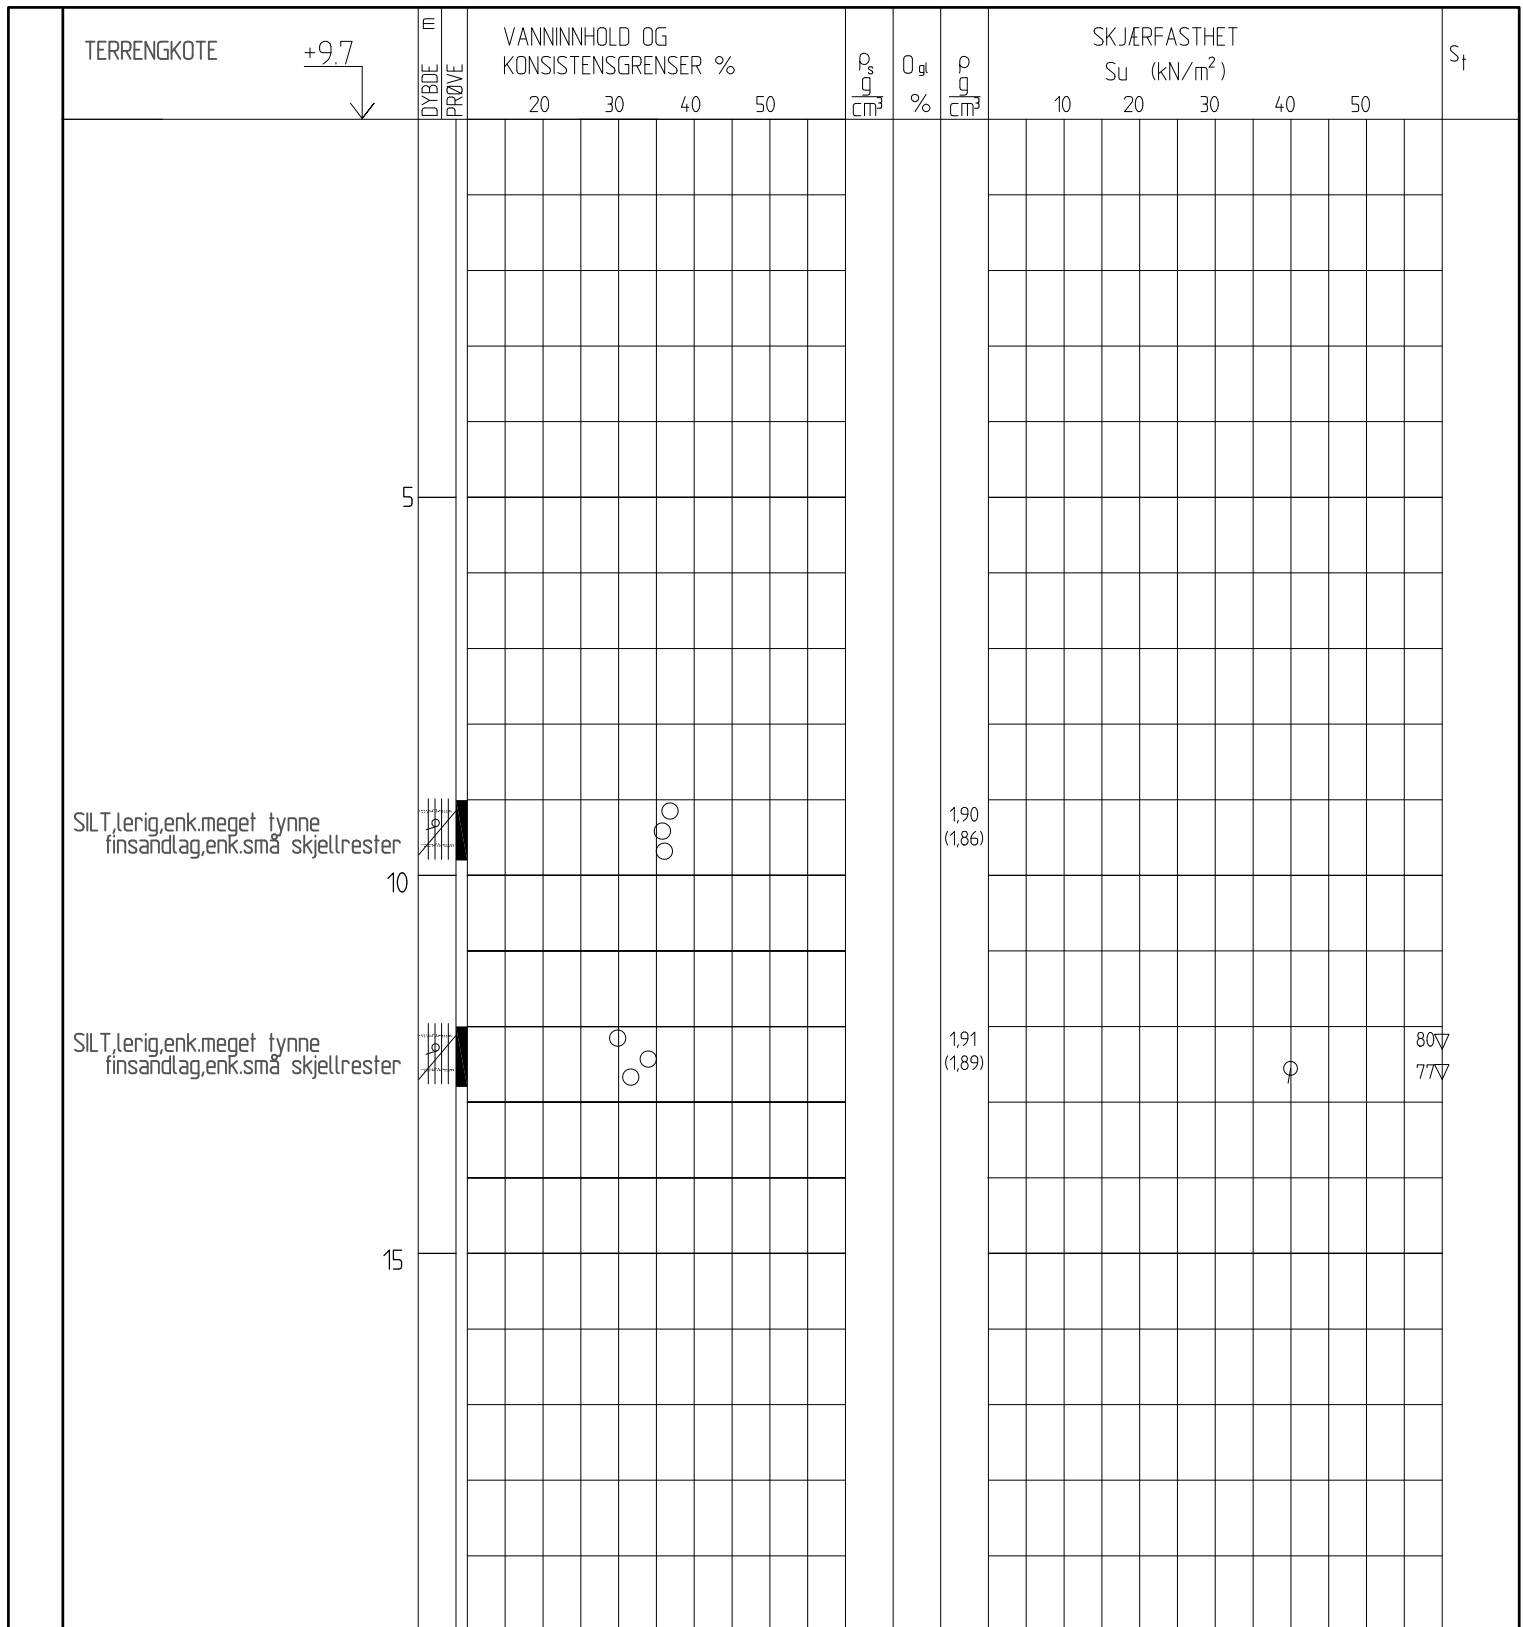 TERRENGKOTE +9.7
m
DYBDE
PRØVE
VANNINNHOLD OG
KONSISTENSGRENSER %
20 30 40 50
ρs
g
cm³
O gl
%
ρ
g
cm³
SKJÆRFASTHET
Su (kN/m²)
10 20 30 40 50
St
5
SILT,lerig,enk.meget tynne
finsandlag,enk.små skjellrester
1,90
(1,86)
10
SILT,lerig,enk.meget tynne
finsandlag,enk.små skjellrester
1,91
(1,89)
80
77
15